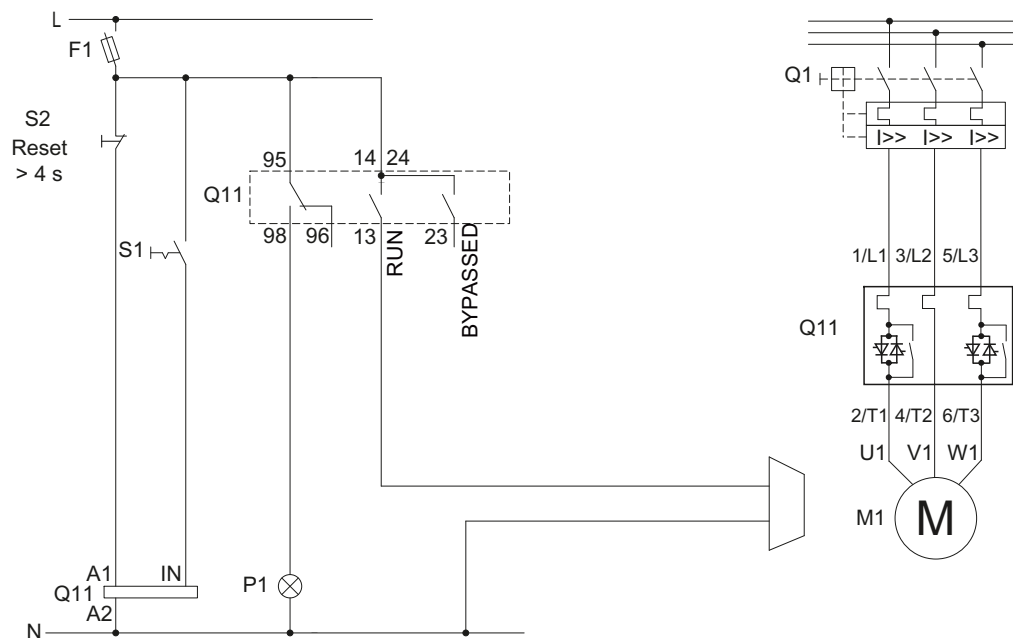 L
F1
S2
Reset
> 4 s
S1
95
14 24
Q11
98 96 13 23
RUN
BYPASSED
A1 IN
Q11
A2
P1
N
Q1
I>> I>> I>>
1/L1 3/L2 5/L3
Q11
2/T1 4/T2 6/T3
U1 V1 W1
M1 M